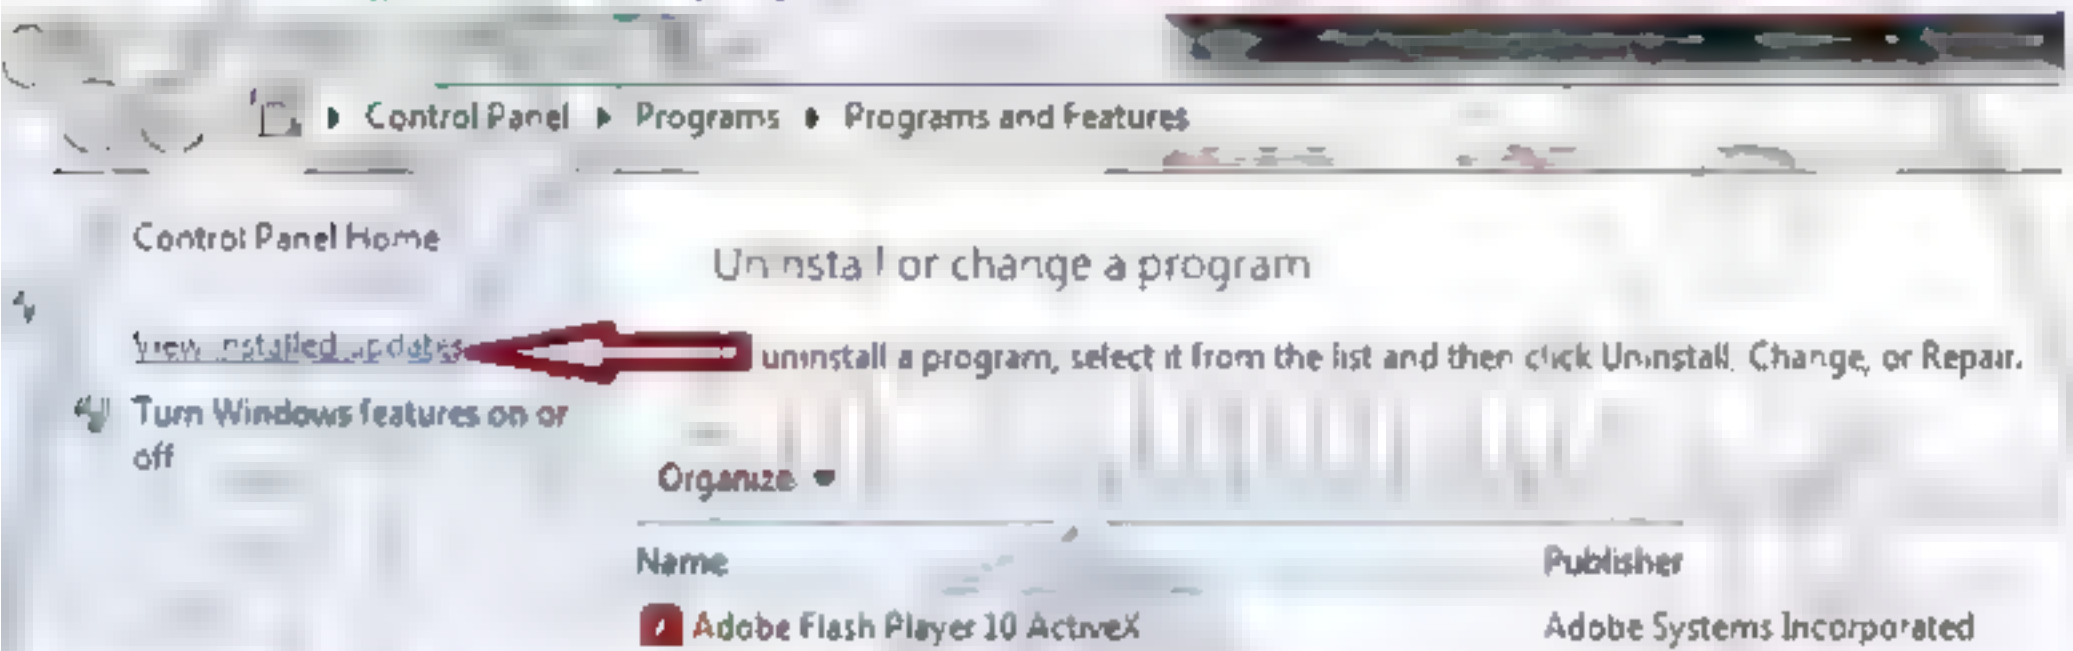 Control Panel Programs Programs and Features
Control Panel Home
Uninstall or change a program
View installed updates
uninstall a program, select it from the list and then click Uninstall, Change, or Repair.
Turn Windows features on or
off
Organize
Name Publisher
Adobe Flash Player 10 ActiveX Adobe Systems Incorporated